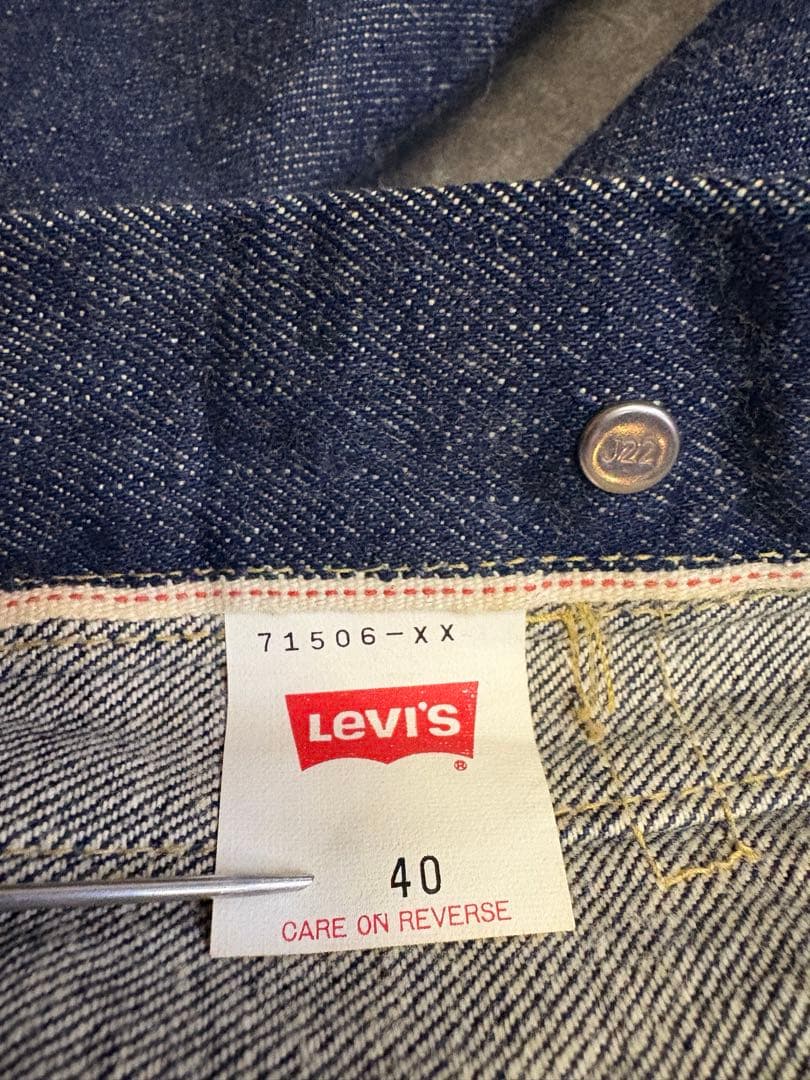 J22
71506-XX
LEVI'S
®
40
CARE ON REVERSE